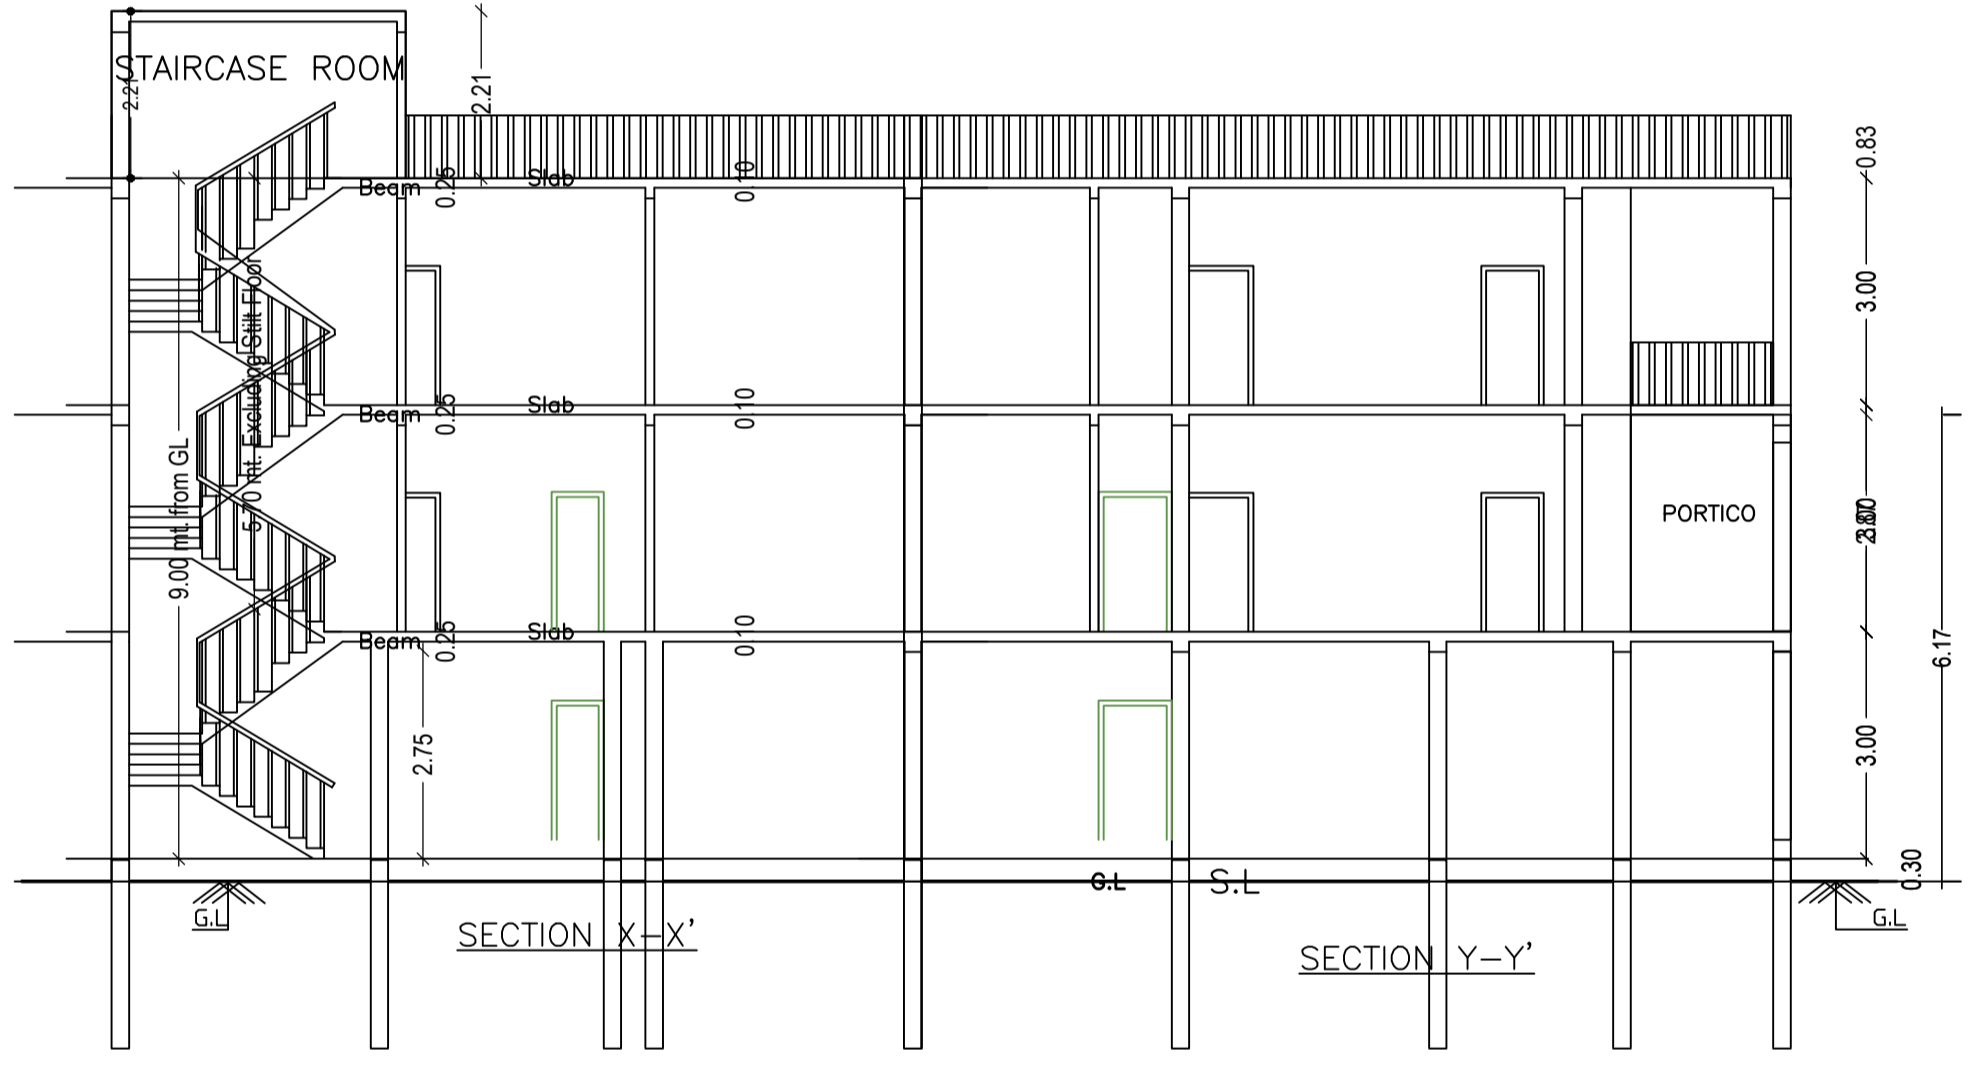 STAIRCASE ROOM
2.21
2.21
0.83
Beam
0.25
Slab
0.10
3.00
5.70 mt. Excluding Stilt Floor
Beam
0.25
Slab
0.10
9.00 mt. from GL
PORTICO
Beam
0.25
Slab
0.10
6.17
2.75
3.00
0.30
G.L
S.L
G.L
G.L
SECTION X-X'
SECTION Y-Y'